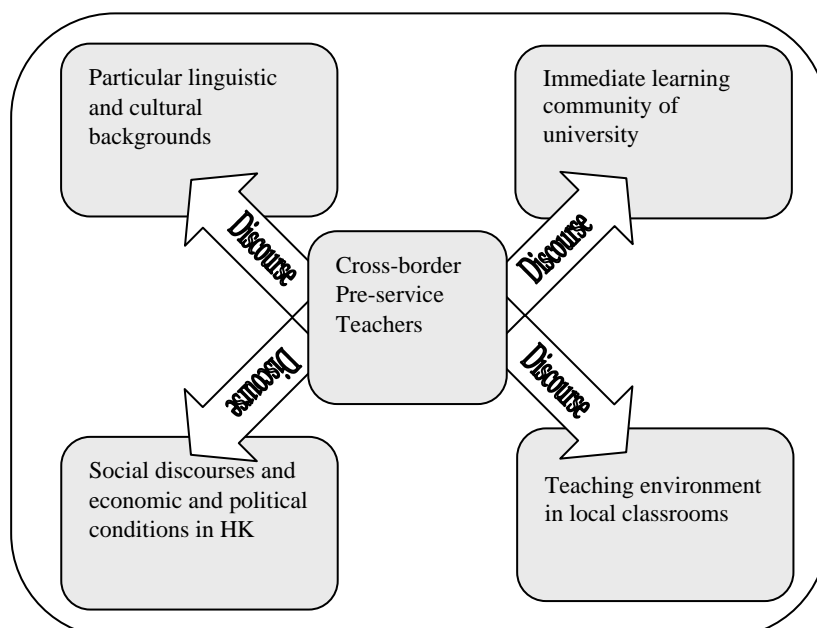 Particular linguistic
and cultural
backgrounds
Immediate learning
community of
university
Discourse
Discourse
Cross-border
Pre-service
Teachers
Discourse
Discourse
Social discourses and
economic and political
conditions in HK
Teaching environment
in local classrooms